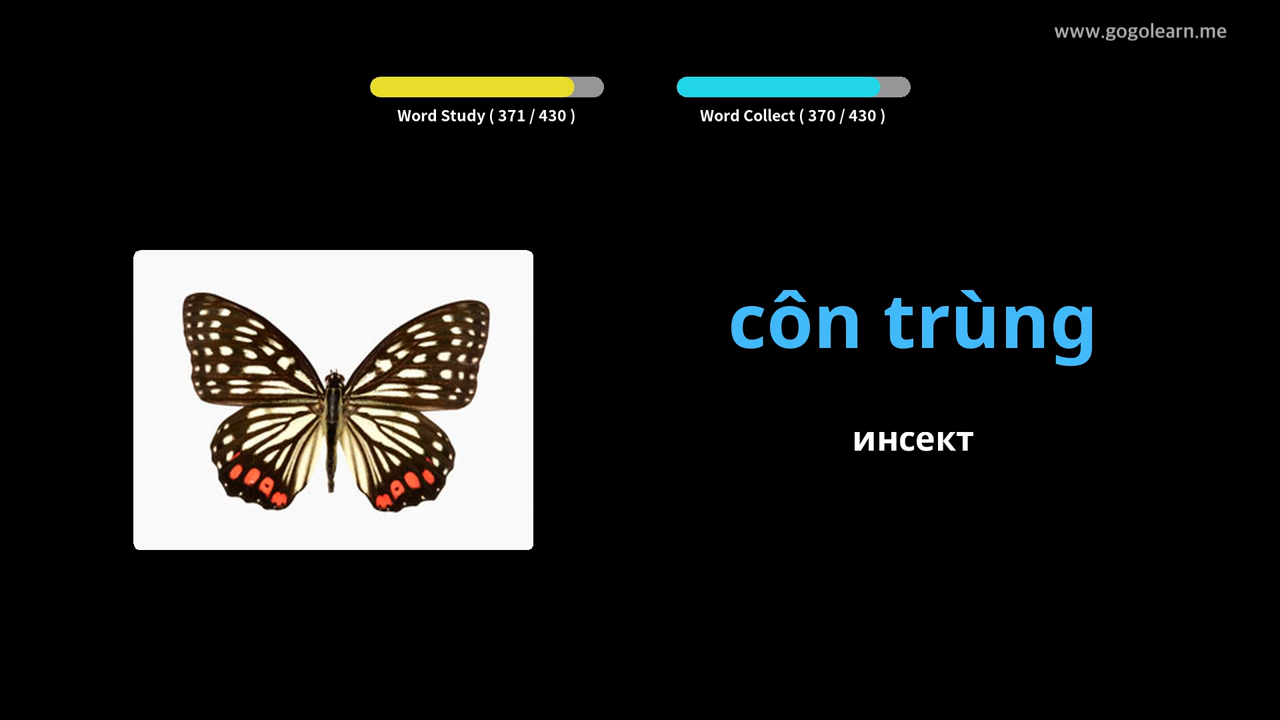 www.gogolearn.me
Word Study ( 371 / 430 )
Word Collect ( 370 / 430 )
côn trùng
инсект